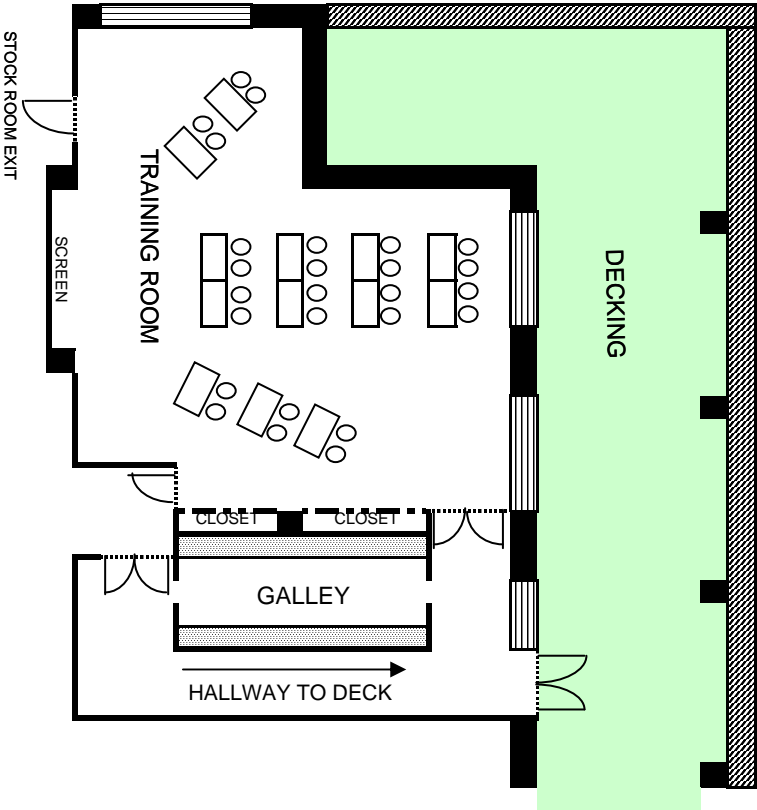 STOCK ROOM EXIT
TRAINING ROOM
SCREEN
DECKING
CLOSET
CLOSET
GALLEY
HALLWAY TO DECK